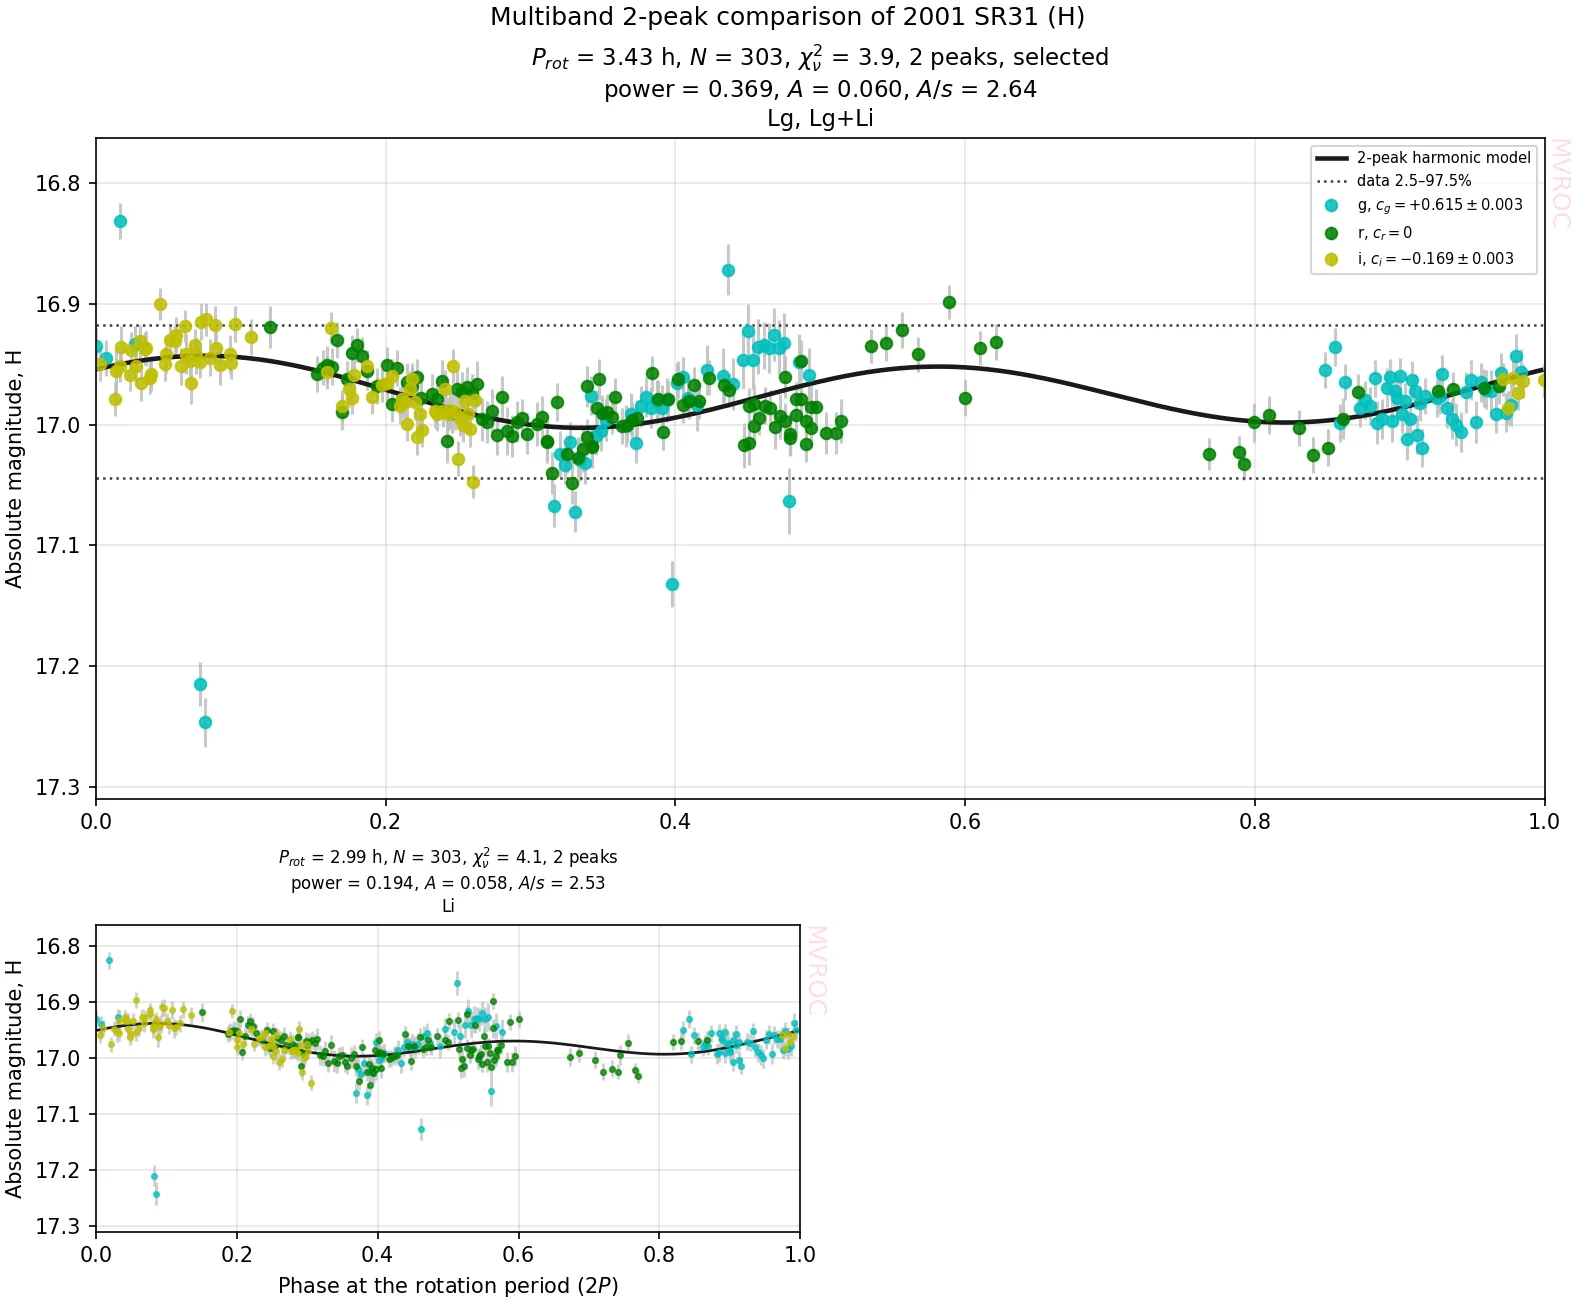 Multiband 2-peak comparison of 2001 SR31 (H)
P_rot = 3.43 h, N = 303, χ²_ν = 3.9, 2 peaks, selected
power = 0.369, A = 0.060, A/s = 2.64
Lg, Lg+Li
2-peak harmonic model
data 2.5–97.5%
g, c_g = +0.615 ± 0.003
r, c_r = 0
i, c_i = −0.169 ± 0.003
MVROC
Absolute magnitude, H
16.8
16.9
17.0
17.1
17.2
17.3
0.0 0.2 0.4 0.6 0.8 1.0
P_rot = 2.99 h, N = 303, χ²_ν = 4.1, 2 peaks
power = 0.194, A = 0.058, A/s = 2.53
Li
MVROC
Absolute magnitude, H
16.8
16.9
17.0
17.1
17.2
17.3
0.0 0.2 0.4 0.6 0.8 1.0
Phase at the rotation period (2P)